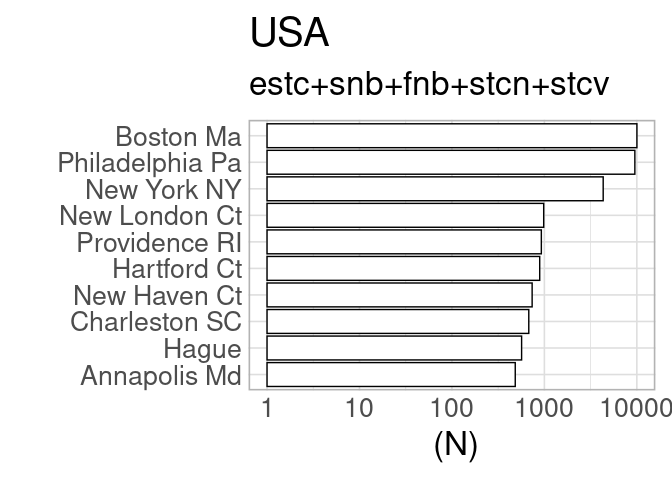 USA
estc+snb+fnb+stcn+stcv
Boston Ma
Philadelphia Pa
New York NY
New London Ct
Providence RI
Hartford Ct
New Haven Ct
Charleston SC
Hague
Annapolis Md
1 10 100 1000 10000
(N)